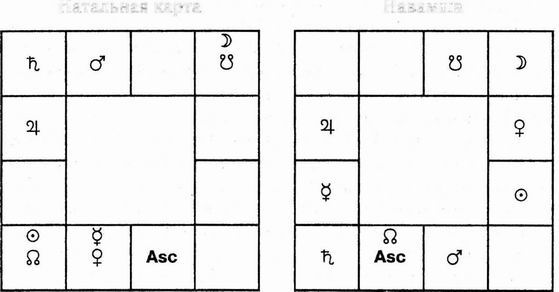 Натальная карта Навамша
☽
♄ ♂ ☋ ☋ ☽
♃ ♃ ♀
☿ ☉
☉ ☿ ☊
☊ ♀ Asc ♄ Asc ♂